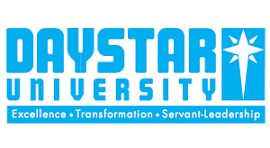 DAYSTAR
UNIVERSITY
Excellence • Transformation • Servant-Leadership